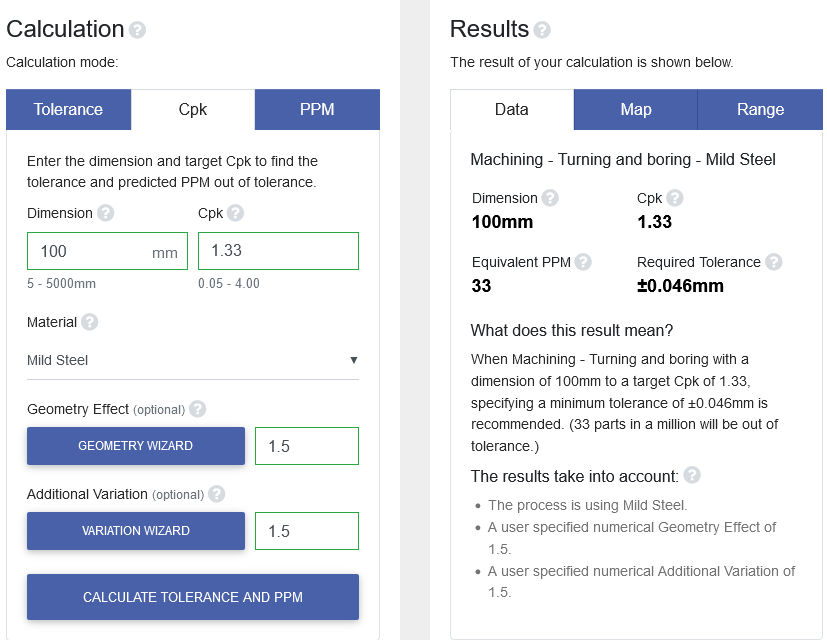 Calculation ?
Calculation mode:
Tolerance Cpk PPM
Enter the dimension and target Cpk to find the
tolerance and predicted PPM out of tolerance.
Dimension ? Cpk ?
100 mm 1.33
5 - 5000mm 0.05 - 4.00
Material ?
Mild Steel ▼
Geometry Effect (optional) ?
GEOMETRY WIZARD 1.5
Additional Variation (optional) ?
VARIATION WIZARD 1.5
CALCULATE TOLERANCE AND PPM
Results ?
The result of your calculation is shown below.
Data Map Range
Machining - Turning and boring - Mild Steel
Dimension ? Cpk ?
100mm 1.33
Equivalent PPM ? Required Tolerance ?
33 ±0.046mm
What does this result mean?
When Machining - Turning and boring with a
dimension of 100mm to a target Cpk of 1.33,
specifying a minimum tolerance of ±0.046mm is
recommended. (33 parts in a million will be out of
tolerance.)
The results take into account: ?
• The process is using Mild Steel.
• A user specified numerical Geometry Effect of
1.5.
• A user specified numerical Additional Variation of
1.5.